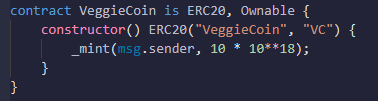 contract VeggieCoin is ERC20, Ownable {
    constructor() ERC20("VeggieCoin", "VC") {
        _mint(msg.sender, 10 * 10**18);
    }
}